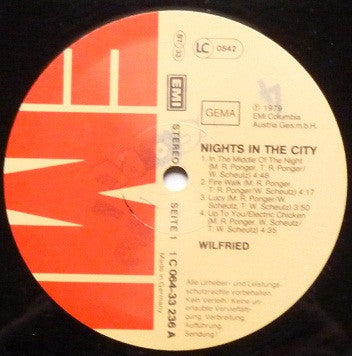 EMI
ST 33
LC 0542
EMI
GEMA
℗ 1979
EMI Columbia
Austria Ges.m.b.H.
STEREO
SEITE 1
1 C 064-33 236 A
Made in Germany
NIGHTS IN THE CITY
1. In The Middle Of The Night
(M. R. Ponger, T. R. Ponger/
W. Scheutz) 4:48
2. Fire Walk (M. R. Ponger,
T. R. Ponger/W. Scheutz) 4:17
3. Lucy (M. R. Ponger/W.
Scheutz, T. W. Scheutz) 3:50
4. Up To You/Electric Chicken
(M. R. Ponger/W. Scheutz)
4:35
WILFRIED
Alle Urheber- und Leistungs-
schutzrechte vorbehalten.
Kein Verleih! Keine un-
erlaubte Vervielfälti-
gung, Verbreitung,
Aufführung,
Sendung!